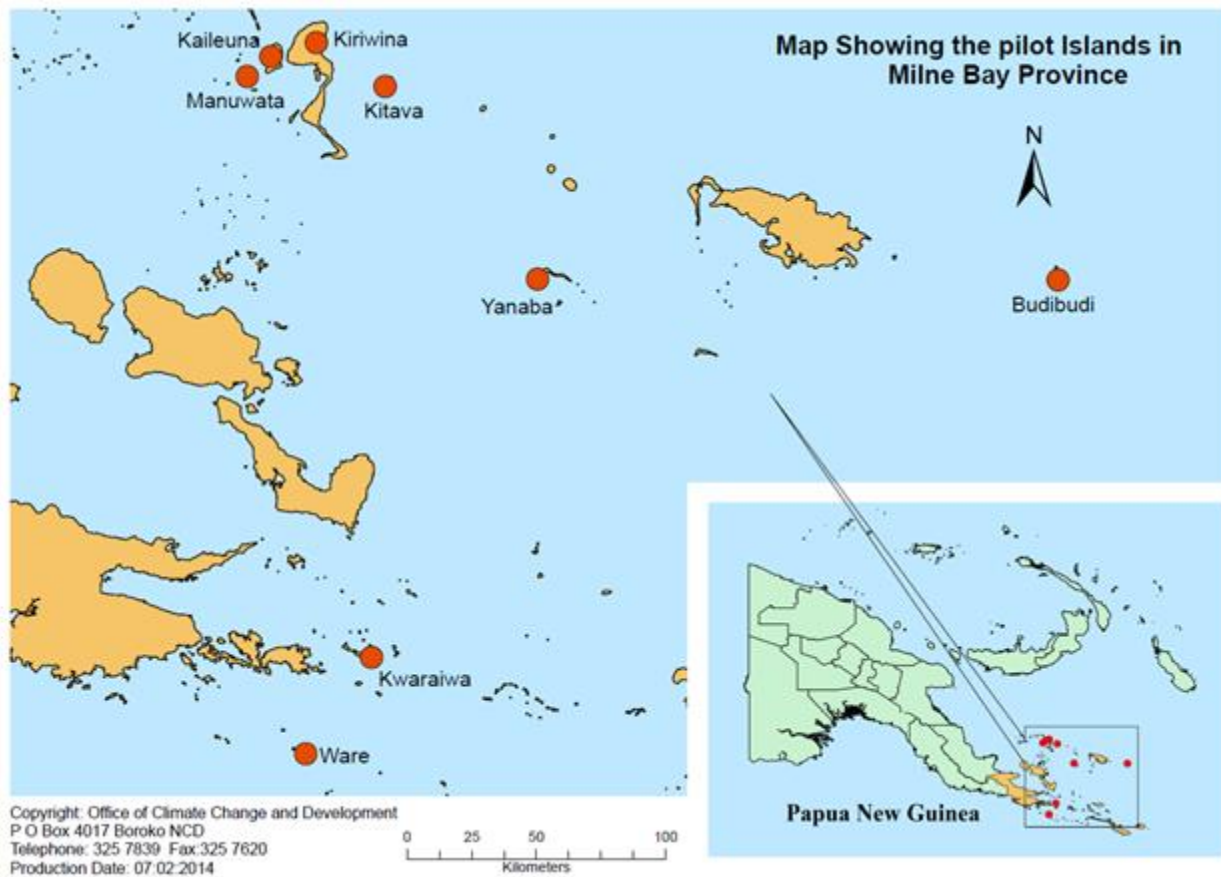 Map Showing the pilot Islands in
Milne Bay Province
Kaileuna
Kiriwina
Manuwata
Kitava
N
Yanaba
Budibudi
Kwaraiwa
Ware
Papua New Guinea
Copyright: Office of Climate Change and Development
P O Box 4017 Boroko NCD
Telephone: 325 7839 Fax:325 7620
Production Date: 07:02:2014
0 25 50 100
Kilometers